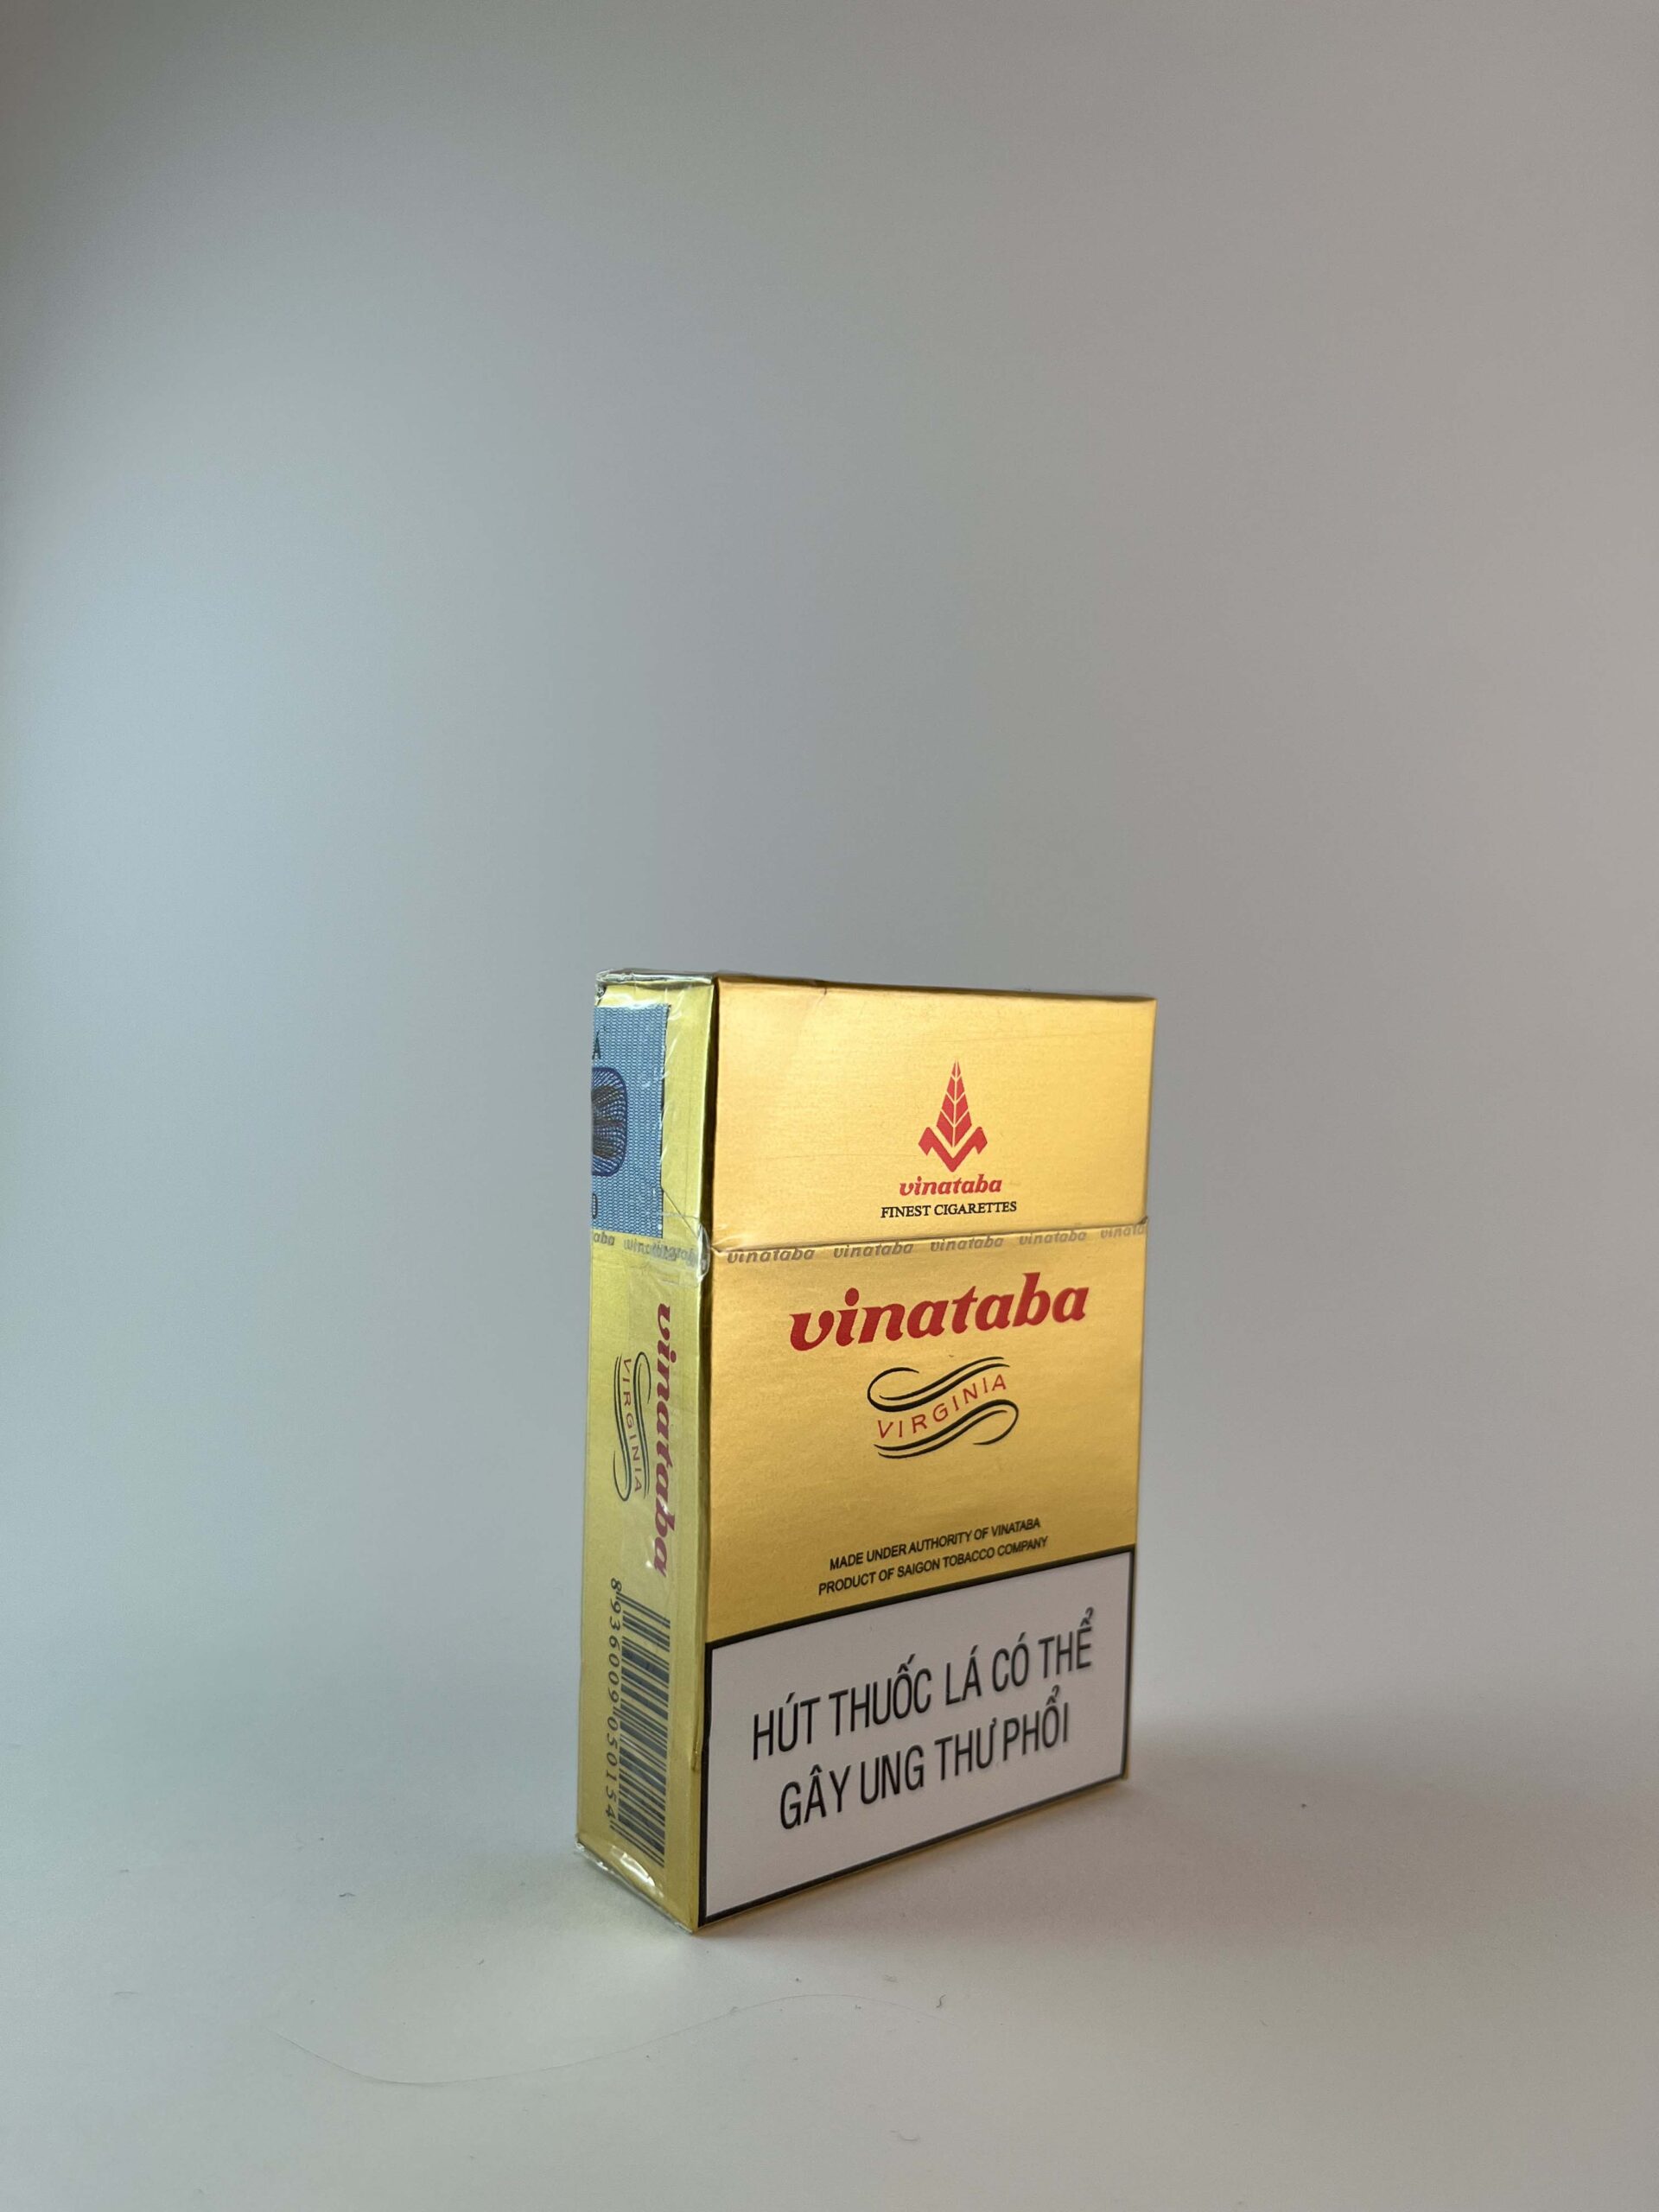 vinataba
FINEST CIGARETTES
vinataba vinataba vinataba vinataba
vinataba
VIRGINIA
MADE UNDER AUTHORITY OF VINATABA
PRODUCT OF SAIGON TOBACCO COMPANY
HÚT THUỐC LÁ CÓ THỂ
GÂY UNG THƯ PHỔI
vinataba
VIRGINIA
8936009050154